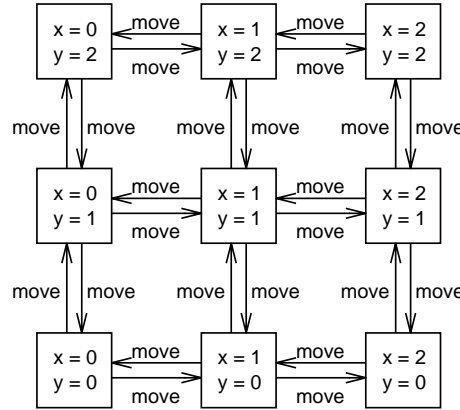 x = 0
y = 2
move
move
x = 1
y = 2
move
move
x = 2
y = 2
move
move
move
move
move
move
x = 0
y = 1
move
move
x = 1
y = 1
move
move
x = 2
y = 1
move
move
move
move
move
move
x = 0
y = 0
move
move
x = 1
y = 0
move
move
x = 2
y = 0